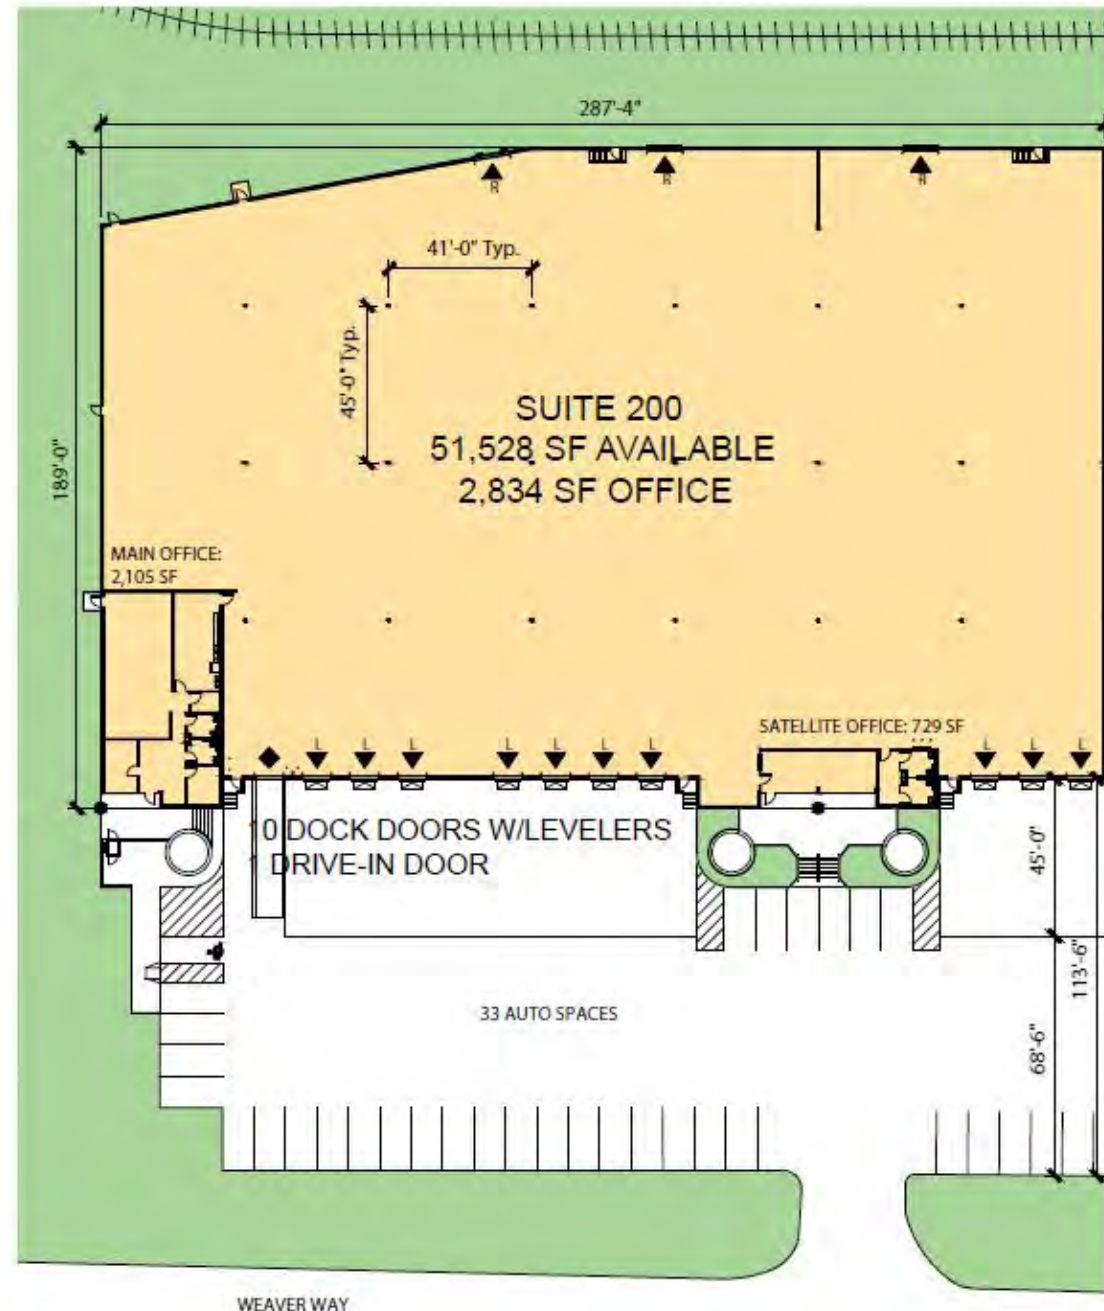 287'-4"
R
R
R
41'-0" Typ.
45'-0" Typ.
189'-0"
SUITE 200
51,528 SF AVAILABLE
2,834 SF OFFICE
MAIN OFFICE:
2,105 SF
SATELLITE OFFICE: 729 SF
L L L L L L L L L L
10 DOCK DOORS W/LEVELERS
1 DRIVE-IN DOOR
45'-0"
113'-6"
33 AUTO SPACES
68'-6"
WEAVER WAY